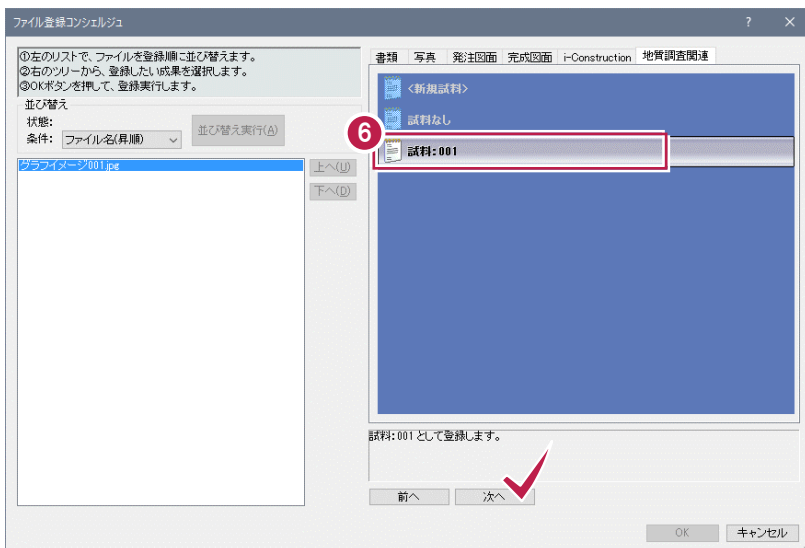 ファイル登録コンシェルジュ
? ×
①左のリストで、ファイルを登録順に並び替えます。
②右のツリーから、登録したい成果を選択します。
③OKボタンを押して、登録実行します。
並び替え
状態:
条件: ファイル名(昇順)
並び替え実行(A)
グラフイメージ001.jpg
上へ(U)
下へ(D)
書類 写真 発注図面 完成図面 i-Construction 地質調査関連
<新規試料>
試料なし
6
試料:001
試料:001として登録します。
前へ 次へ
OK キャンセル